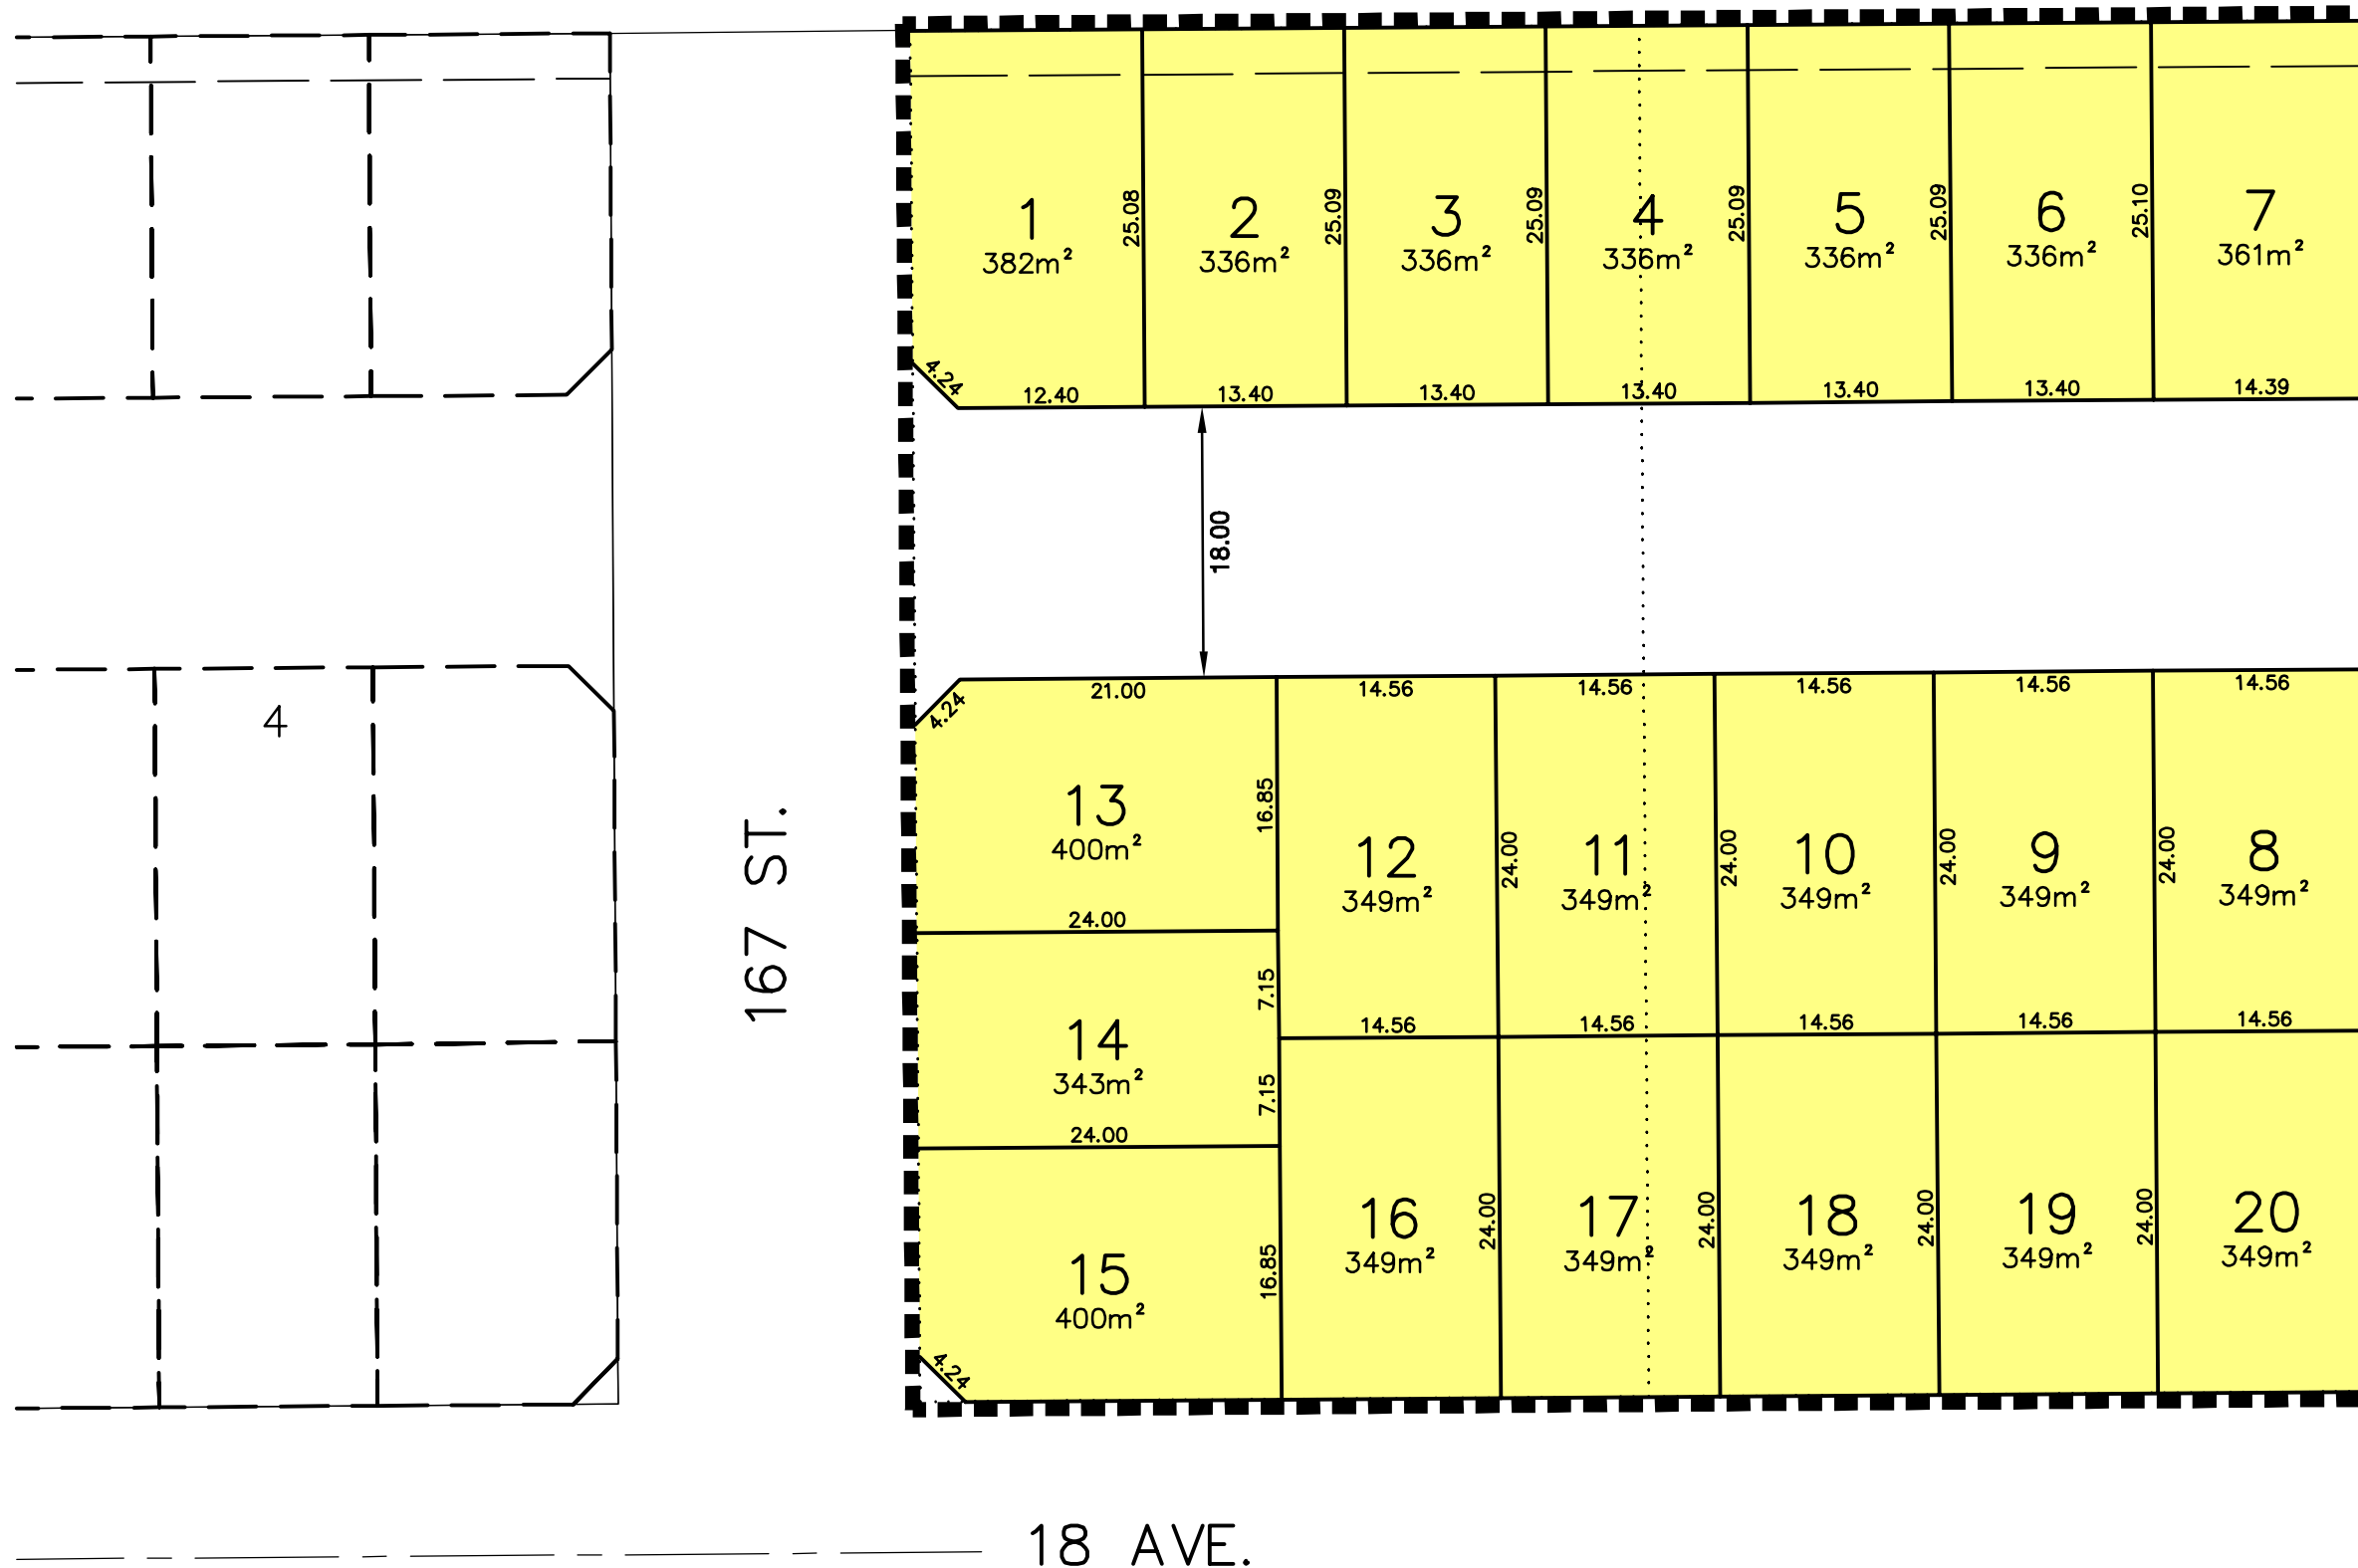 1
382m²
25.08
2
336m²
25.09
3
336m²
25.09
4
336m²
25.09
5
336m²
25.09
6
336m²
25.10
7
361m²
4.24
12.40
13.40
13.40
13.40
13.40
13.40
14.39
18.00
4
167 ST.
4.24
21.00
14.56
14.56
14.56
14.56
14.56
13
400m²
16.85
12
349m²
24.00
11
349m²
24.00
10
349m²
24.00
9
349m²
24.00
8
349m²
24.00
7.15
14.56
14.56
14.56
14.56
14.56
14
343m²
7.15
24.00
15
400m²
16.85
4.24
16
349m²
24.00
17
349m²
24.00
18
349m²
24.00
19
349m²
24.00
20
349m²
18 AVE.